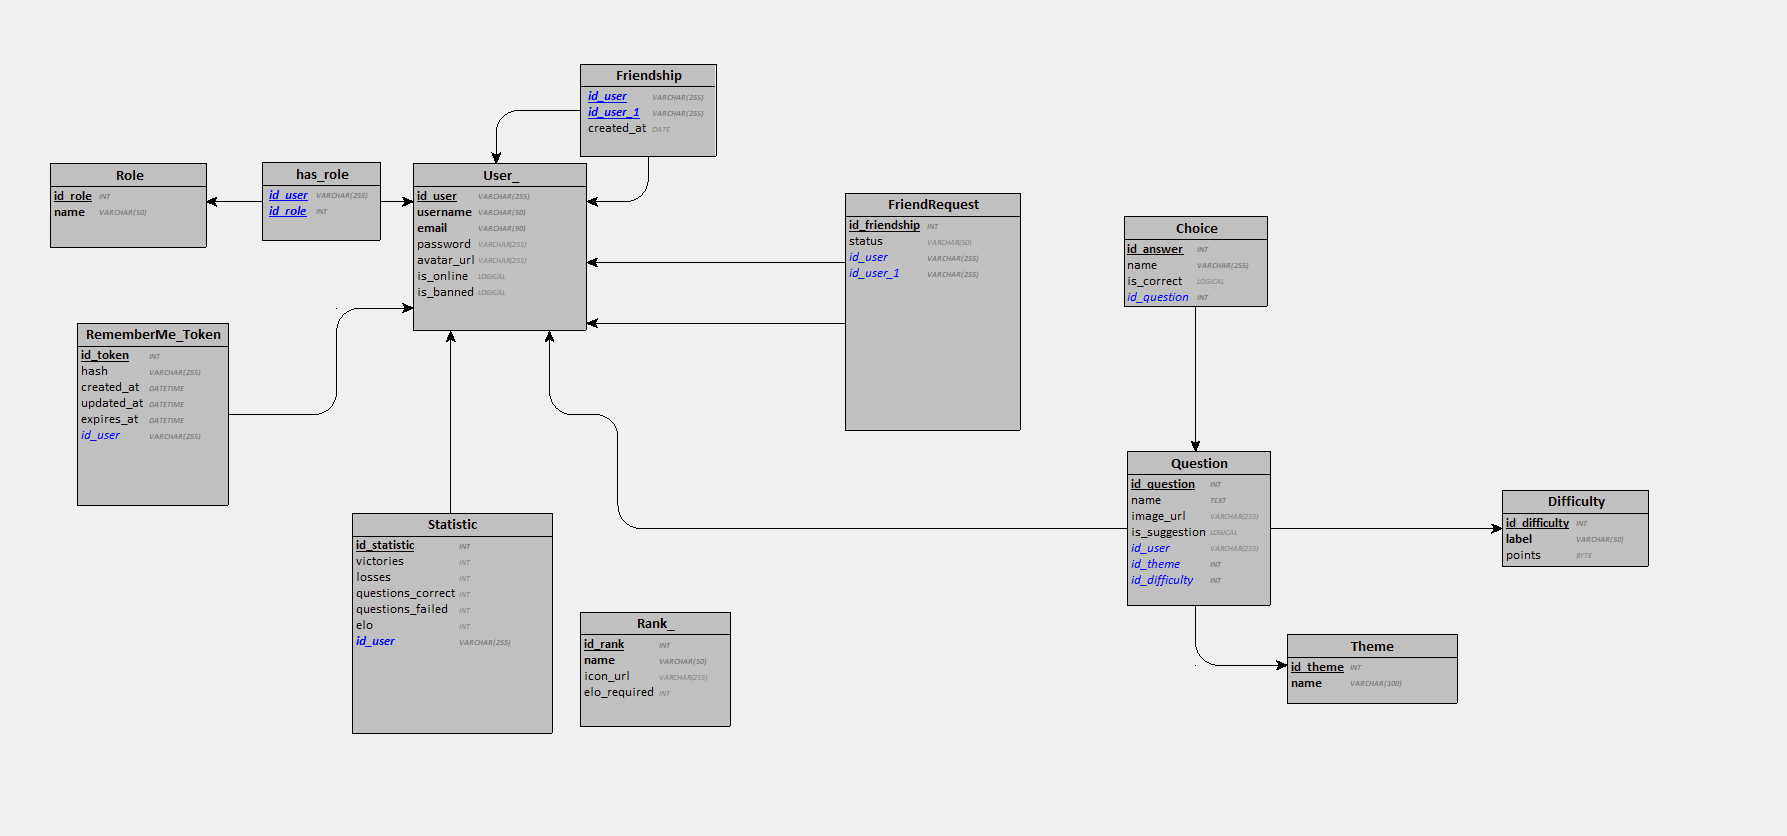 Friendship
id_user VARCHAR(255)
id_user_1 VARCHAR(255)
created_at DATE
Role
id_role INT
name VARCHAR(50)
has_role
id_user VARCHAR(255)
id_role INT
User_
id_user VARCHAR(255)
username VARCHAR(50)
email VARCHAR(90)
password VARCHAR(255)
avatar_url VARCHAR(255)
is_online LOGICAL
is_banned LOGICAL
FriendRequest
id_friendship INT
status VARCHAR(50)
id_user VARCHAR(255)
id_user_1 VARCHAR(255)
Choice
id_answer INT
name VARCHAR(255)
is_correct LOGICAL
id_question INT
RememberMe_Token
id_token INT
hash VARCHAR(255)
created_at DATETIME
updated_at DATETIME
expires_at DATETIME
id_user VARCHAR(255)
Question
id_question INT
name TEXT
image_url VARCHAR(255)
is_suggestion LOGICAL
id_user VARCHAR(255)
id_theme INT
id_difficulty INT
Difficulty
id_difficulty INT
label VARCHAR(50)
points BYTE
Statistic
id_statistic INT
victories INT
losses INT
questions_correct INT
questions_failed INT
elo INT
id_user VARCHAR(255)
Rank_
id_rank INT
name VARCHAR(50)
icon_url VARCHAR(255)
elo_required INT
Theme
id_theme INT
name VARCHAR(100)